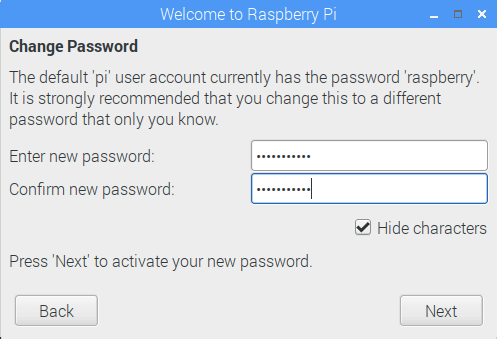 Welcome to Raspberry Pi
Change Password
The default 'pi' user account currently has the password 'raspberry'.
It is strongly recommended that you change this to a different
password that only you know.
Enter new password: •••••••••••
Confirm new password: •••••••••••
Hide characters
Press 'Next' to activate your new password.
Back Next